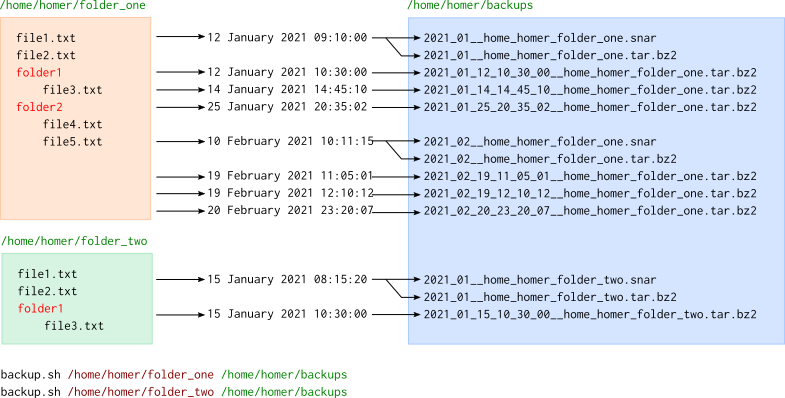 /home/homer/folder_one /home/homer/backups
file1.txt 12 January 2021 09:10:00 2021_01__home_homer_folder_one.snar
file2.txt 2021_01__home_homer_folder_one.tar.bz2
folder1 12 January 2021 10:30:00 2021_01_12_10_30_00__home_homer_folder_one.tar.bz2
file3.txt 14 January 2021 14:45:10 2021_01_14_14_45_10__home_homer_folder_one.tar.bz2
folder2 25 January 2021 20:35:02 2021_01_25_20_35_02__home_homer_folder_one.tar.bz2
file4.txt
file5.txt 10 February 2021 10:11:15 2021_02__home_homer_folder_one.snar
2021_02__home_homer_folder_one.tar.bz2
19 February 2021 11:05:01 2021_02_19_11_05_01__home_homer_folder_one.tar.bz2
19 February 2021 12:10:12 2021_02_19_12_10_12__home_homer_folder_one.tar.bz2
20 February 2021 23:20:07 2021_02_20_23_20_07__home_homer_folder_one.tar.bz2
/home/homer/folder_two
file1.txt 15 January 2021 08:15:20 2021_01__home_homer_folder_two.snar
file2.txt 2021_01__home_homer_folder_two.tar.bz2
folder1 15 January 2021 10:30:00 2021_01_15_10_30_00__home_homer_folder_two.tar.bz2
file3.txt
backup.sh /home/homer/folder_one /home/homer/backups
backup.sh /home/homer/folder_two /home/homer/backups